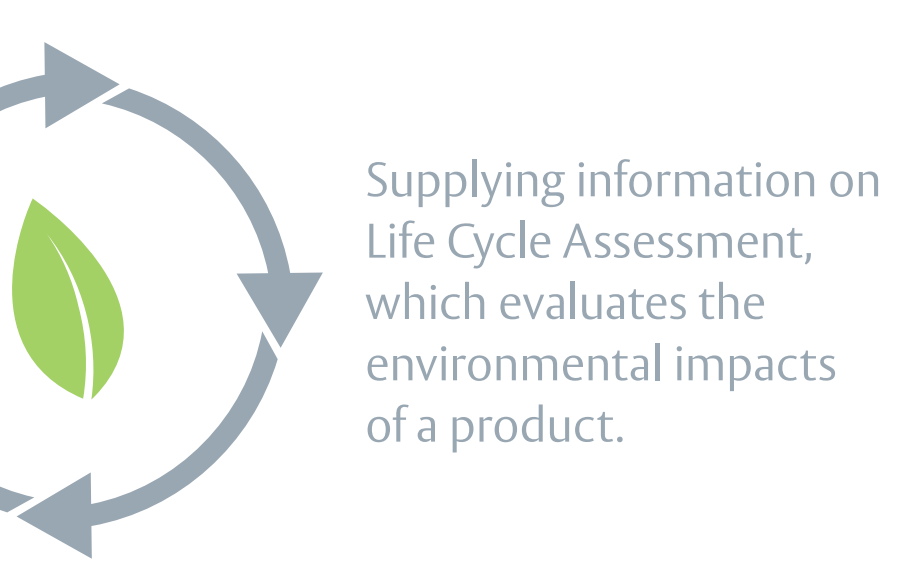 Supplying information on
Life Cycle Assessment,
which evaluates the
environmental impacts
of a product.